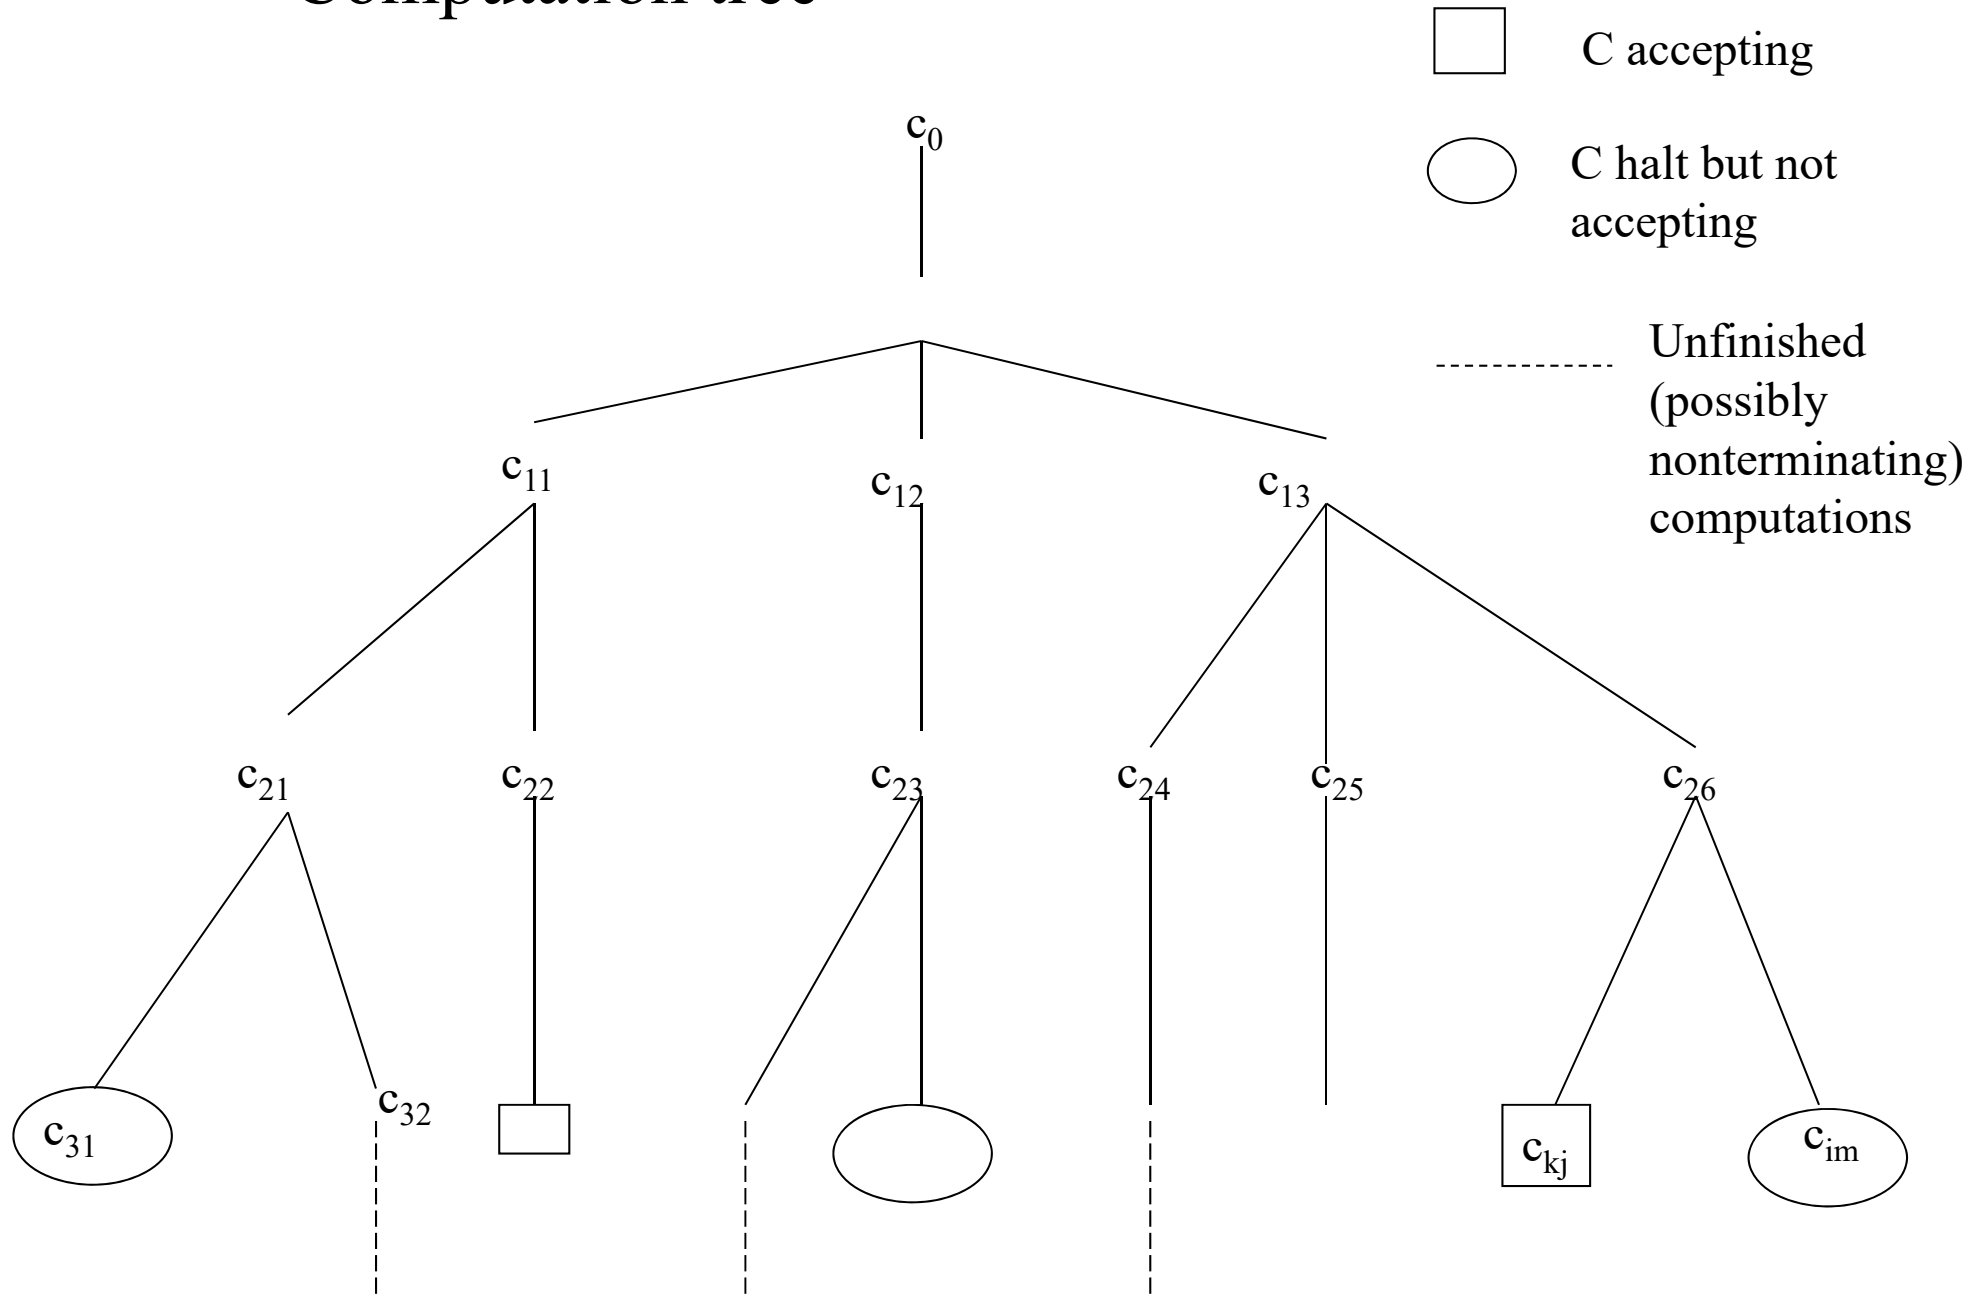 Computation tree
C accepting
c0
C halt but not
accepting
Unfinished
(possibly
nonterminating)
computations
c11
c12
c13
c21
c22
c23
c24
c25
c26
c31
c32
ckj
cim